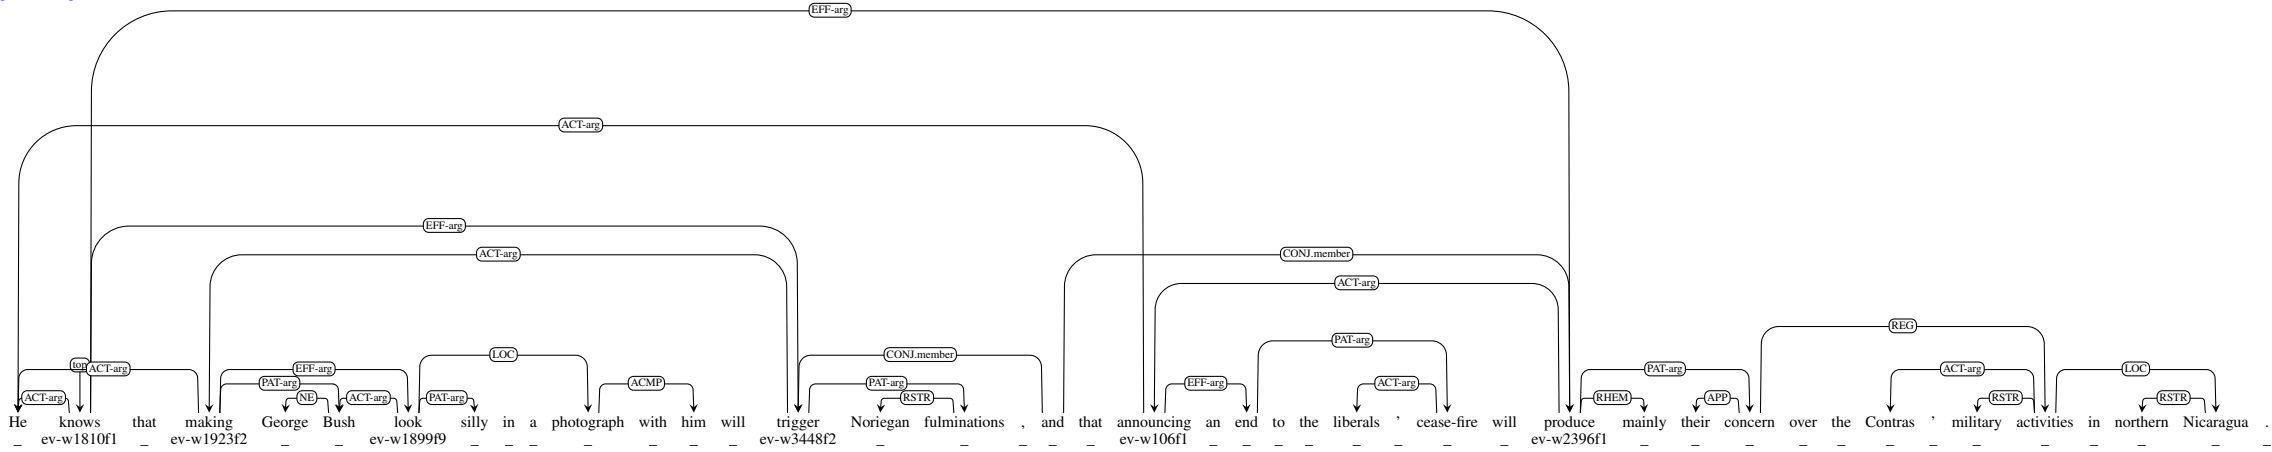 EFF-arg
ACT-arg
EFF-arg
ACT-arg CONJ.member
ACT-arg
REG
PAT-arg
LOC CONJ.member
top ACT-arg EFF-arg PAT-arg ACT-arg LOC
PAT-arg ACMP PAT-arg EFF-arg ACT-arg
ACT-arg NE ACT-arg PAT-arg RSTR RHEM APP RSTR RSTR
He knows that making George Bush look silly in a photograph with him will trigger Noriegan fulminations , and that announcing an end to the liberals ' cease-fire will produce mainly their concern over the Contras ' military activities in northern Nicaragua .
_ ev-w1810f1 _ ev-w1923f2 _ _ ev-w1899f9 _ _ _ _ _ _ _ ev-w3448f2 _ _ _ _ _ ev-w106f1 _ _ _ _ _ _ _ _ ev-w2396f1 _ _ _ _ _ _ _ _ _ _ _ _ _